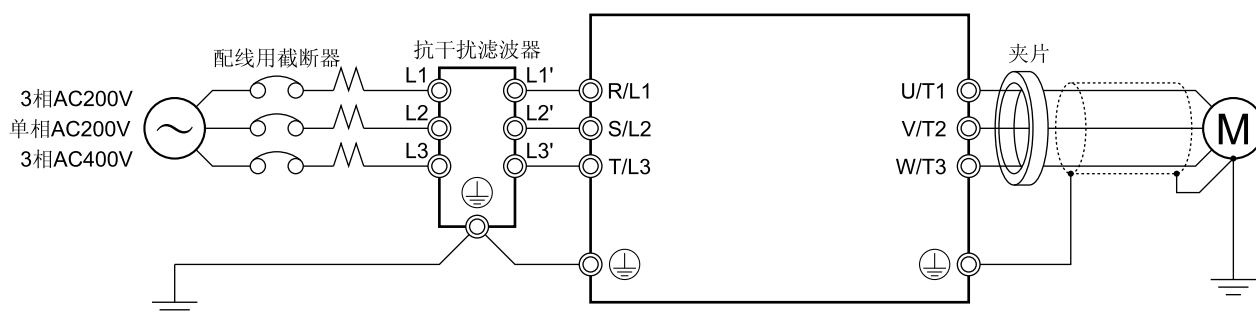 配线用截断器
抗干扰滤波器
夹片
3相AC200V
单相AC200V
3相AC400V
L1
L2
L3
L1'
L2'
L3'
R/L1
S/L2
T/L3
U/T1
V/T2
W/T3
M